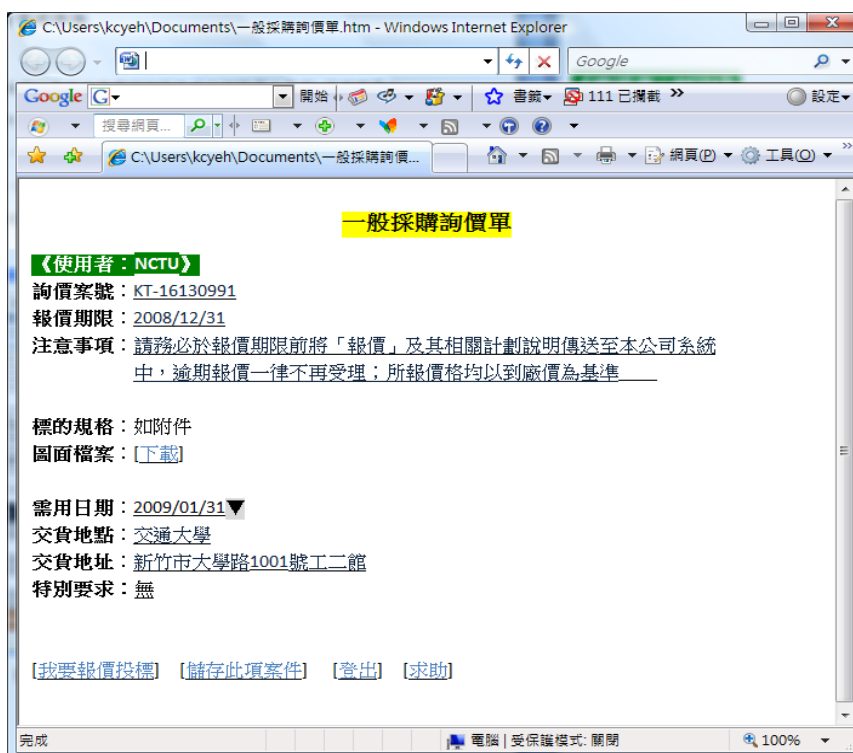 C:\Users\kcyeh\Documents\一般採購詢價單.htm - Windows Internet Explorer
Google
Google G 開始 書籤 111 已攔截 » 設定
搜尋網頁...
C:\Users\kcyeh\Documents\一般採購詢價... 網頁(P) 工具(O) »
一般採購詢價單
《使用者：NCTU》
詢價案號：KT-16130991
報價期限：2008/12/31
注意事項：請務必於報價期限前將「報價」及其相關計劃說明傳送至本公司系統
中，逾期報價一律不再受理；所報價格均以到廠價為基準
標的規格：如附件
圖面檔案：[下載]
需用日期：2009/01/31▼
交貨地點：交通大學
交貨地址：新竹市大學路1001號工二館
特別要求：無
[我要報價投標] [儲存此項案件] [登出] [求助]
完成 電腦 | 受保護模式: 關閉 100%